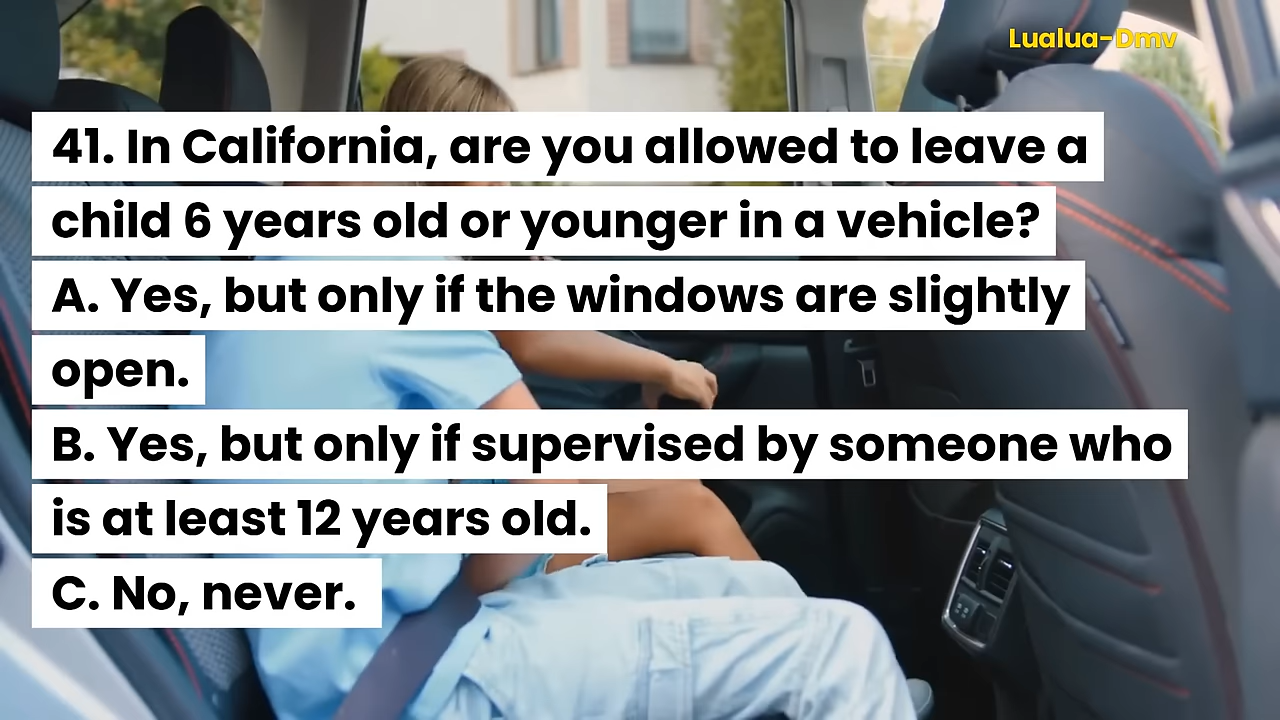 Lualua-Dmv
41. In California, are you allowed to leave a
child 6 years old or younger in a vehicle?
A. Yes, but only if the windows are slightly
open.
B. Yes, but only if supervised by someone who
is at least 12 years old.
C. No, never.